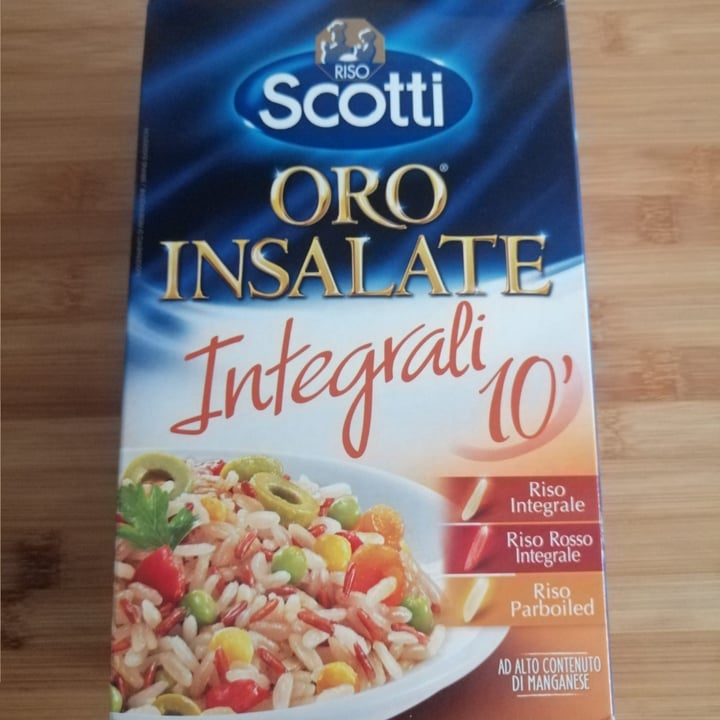 RISO
Scotti
ORO®
INSALATE
Integrali
10'
Riso
Integrale
Riso Rosso
Integrale
Riso
Parboiled
AD ALTO CONTENUTO
DI MANGANESE